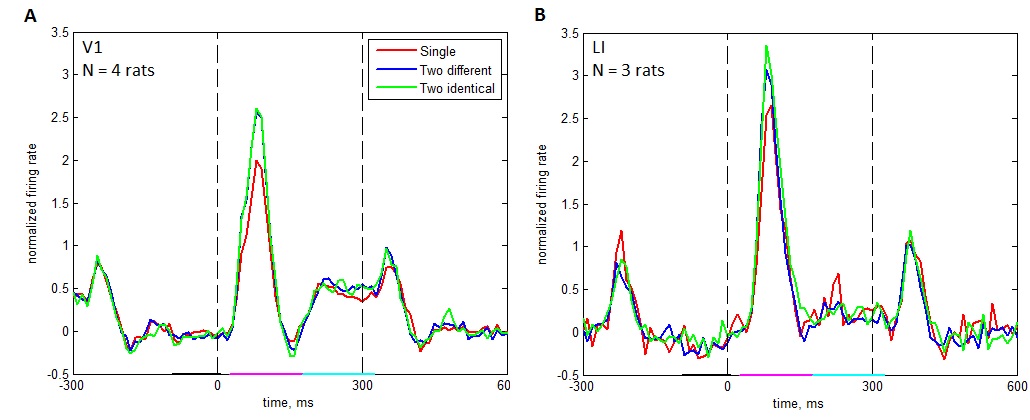 A
V1
N = 4 rats
Single
Two different
Two identical
3.5
3
2.5
2
1.5
1
0.5
0
-0.5
normalized firing rate
-300
0
300
60
time, ms
B
LI
N = 3 rats
3.5
3
2.5
2
1.5
1
0.5
0
-0.5
normalized firing rate
-300
0
300
600
time, ms